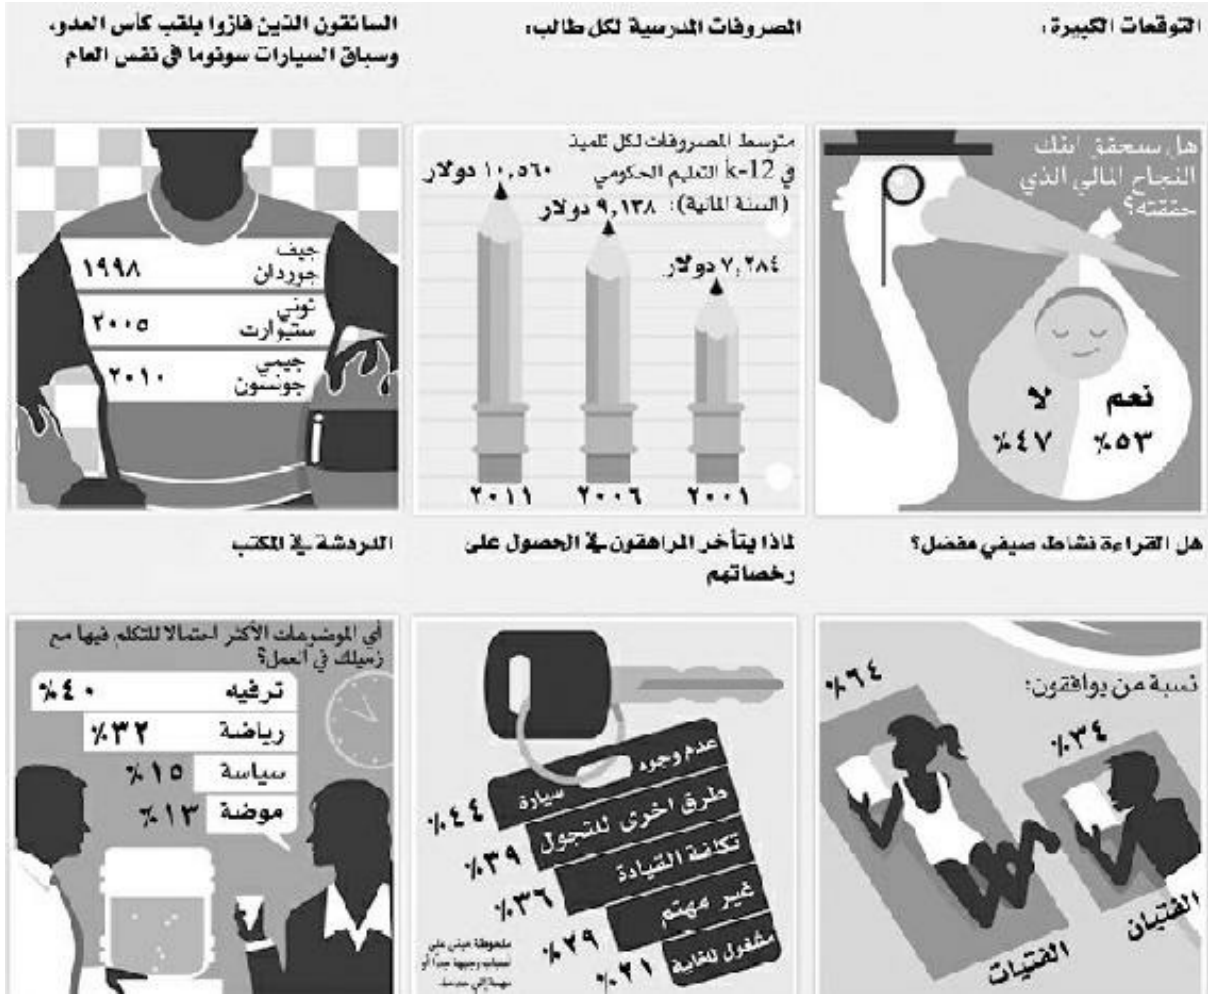 التوقعات الكبيرة :
هل سيحقق ابنك
النجاح المالي الذي
حققته؟
نعم
٥٣٪
لا
٤٧٪
المصروفات المدرسية لكل طالب:
متوسط المصروفات لكل تلميذ
في k-12 التعليم الحكومي
(السنة المالية):
١٠,٥٦٠ دولار
٩,١٣٨ دولار
٧,٢٨٤ دولار
٢٠١١
٢٠٠٦
٢٠٠١
السائقون الذين فازوا بلقب كأس العدو،
وسباق السيارات سونوما في نفس العام
جيف
جوردان
١٩٩٨
توني
ستيوارت
٢٠٠٥
جيمي
جونسون
٢٠١٠
هل القراءة نشاط صيفي مفضل؟
نسبة من يوافقون:
٦٤٪
٣٤٪
الفتيان
الفتيات
لماذا يتأخر المراهقون في الحصول على
رخصاتهم
عدم وجود
سيارة
٤٤٪
طرق اخرى للتجول
٣٩٪
تكلفة القيادة
٣٦٪
غير مهتم
٢٩٪
مشغول للغاية
٢١٪
ملحوظة مبني على
الدردشة في المكتب
أي الموضوعات الأكثر احتمالا للتكلم فيها مع
زميلك في العمل؟
ترفيه
٤٠٪
رياضة
٣٢٪
سياسة
١٥٪
موضة
١٣٪